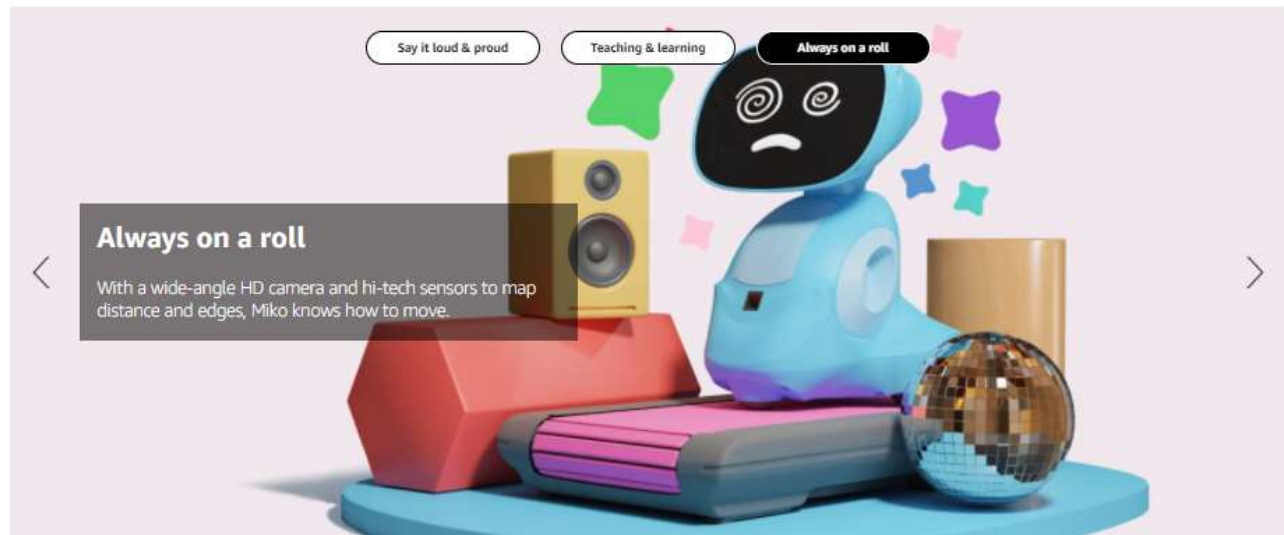 Say it loud & proud
Teaching & learning
Always on a roll
Always on a roll
With a wide-angle HD camera and hi-tech sensors to map
distance and edges, Miko knows how to move.